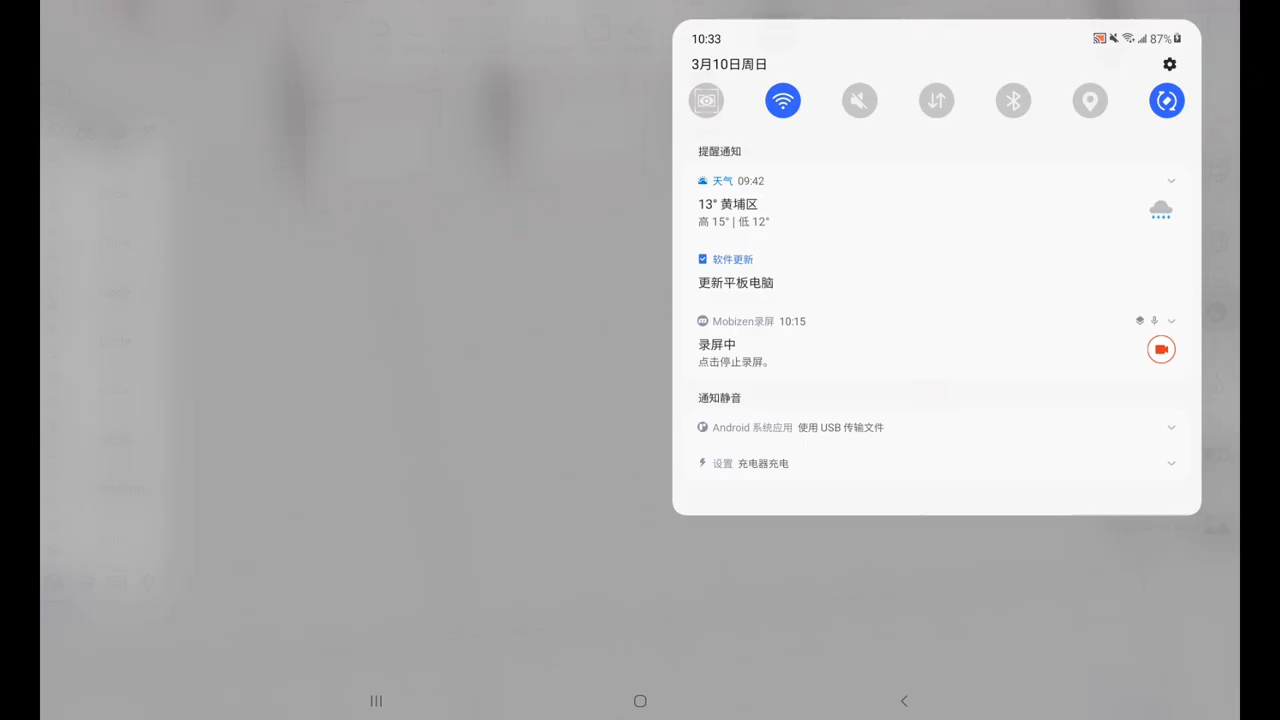 10:33
87%
3月10日周日
提醒通知
天气 09:42
13° 黄埔区
高 15° | 低 12°
软件更新
更新平板电脑
Mobizen录屏 10:15
录屏中
点击停止录屏。
通知静音
Android 系统应用 使用 USB 传输文件
设置 充电器充电